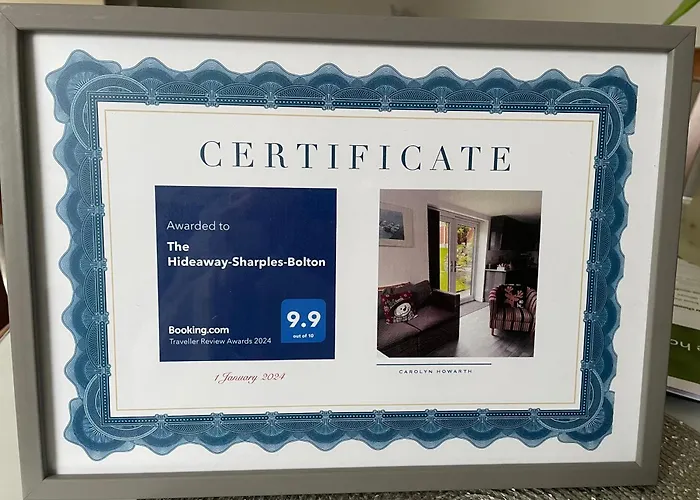 CERTIFICATE
Awarded to
The
Hideaway-Sharples-Bolton
Booking.com
Traveller Review Awards 2024
9.9
out of 10
1 January 2024
CAROLYN HOWARTH